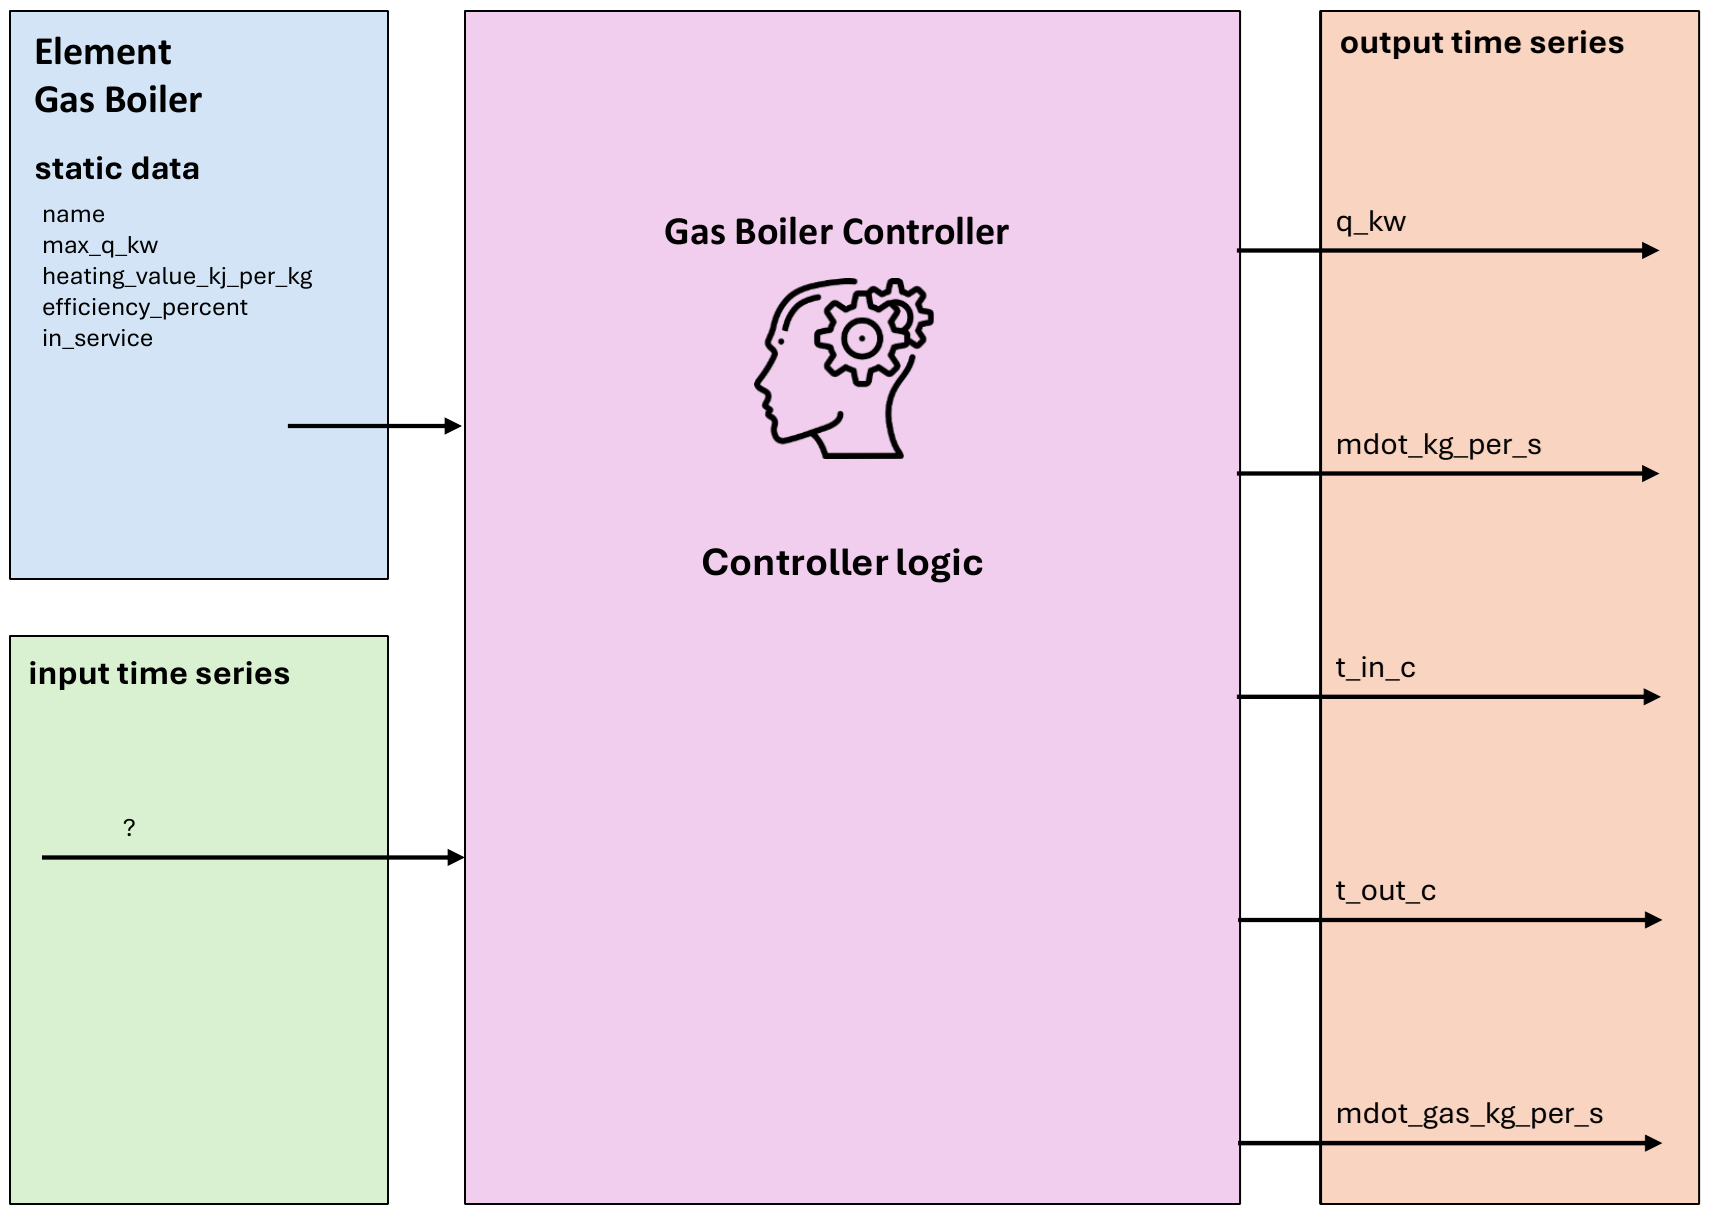 Element
Gas Boiler
static data
name
max_q_kw
heating_value_kj_per_kg
efficiency_percent
in_service
input time series
?
Gas Boiler Controller
Controller logic
output time series
q_kw
mdot_kg_per_s
t_in_c
t_out_c
mdot_gas_kg_per_s